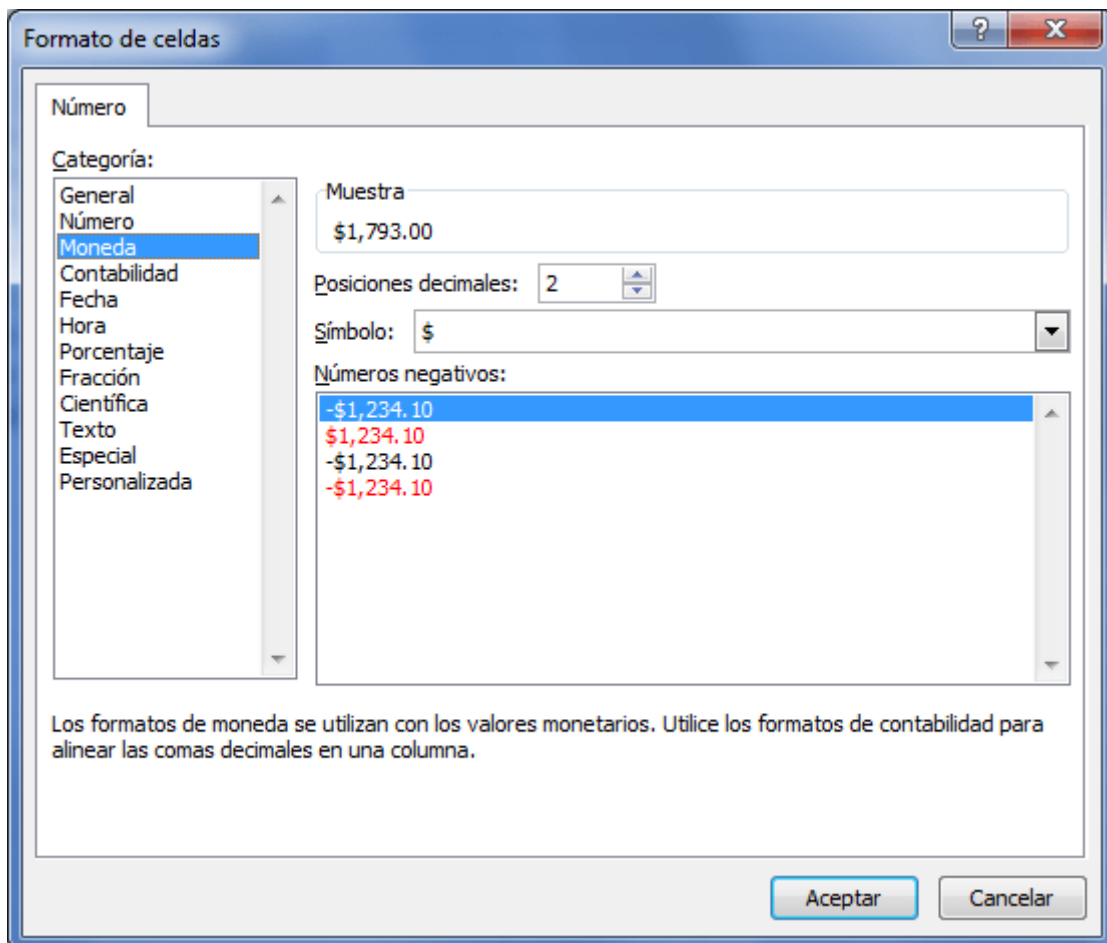 Formato de celdas
Número
Categoría:
General
Número
Moneda
Contabilidad
Fecha
Hora
Porcentaje
Fracción
Científica
Texto
Especial
Personalizada
Muestra
$1,793.00
Posiciones decimales: 2
Símbolo: $
Números negativos:
-$1,234.10
$1,234.10
-$1,234.10
-$1,234.10
Los formatos de moneda se utilizan con los valores monetarios. Utilice los formatos de contabilidad para
alinear las comas decimales en una columna.
Aceptar Cancelar